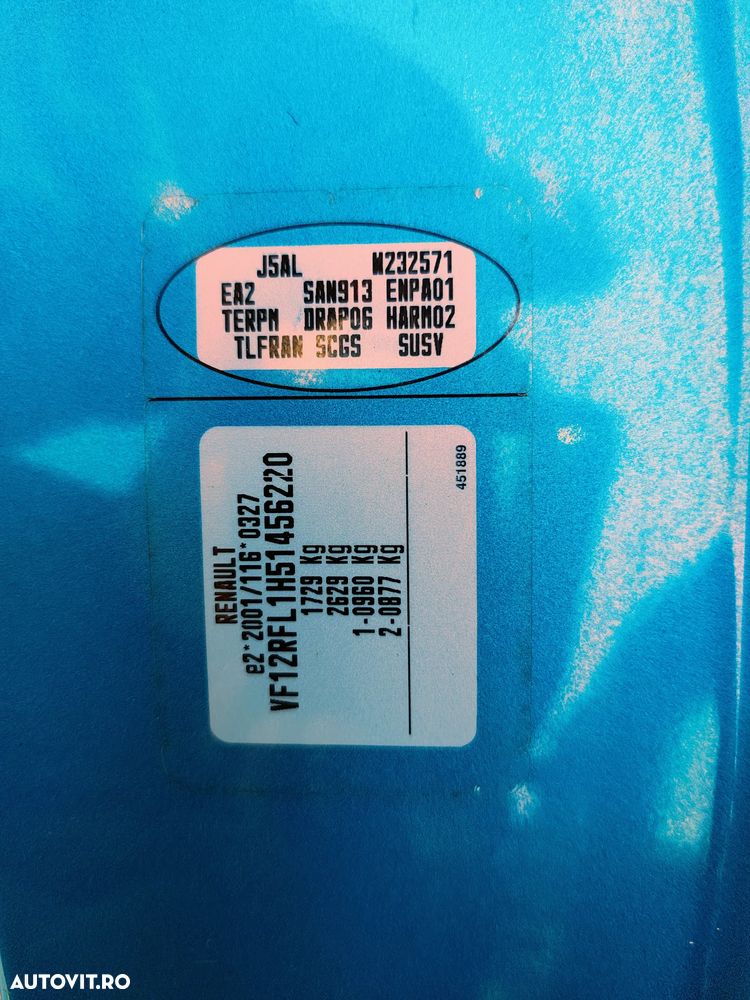 J5AL W232571
EA2 SAN913 ENPA01
TERPN DRAP06 HARM02
TLFRAN SCGS SUSV
RENAULT
e2*2001/116*0327
VF12RFL1H51456220
1729 Kg
2629 Kg
1-0960 Kg
2-0877 Kg
451889
AUTOVIT.RO